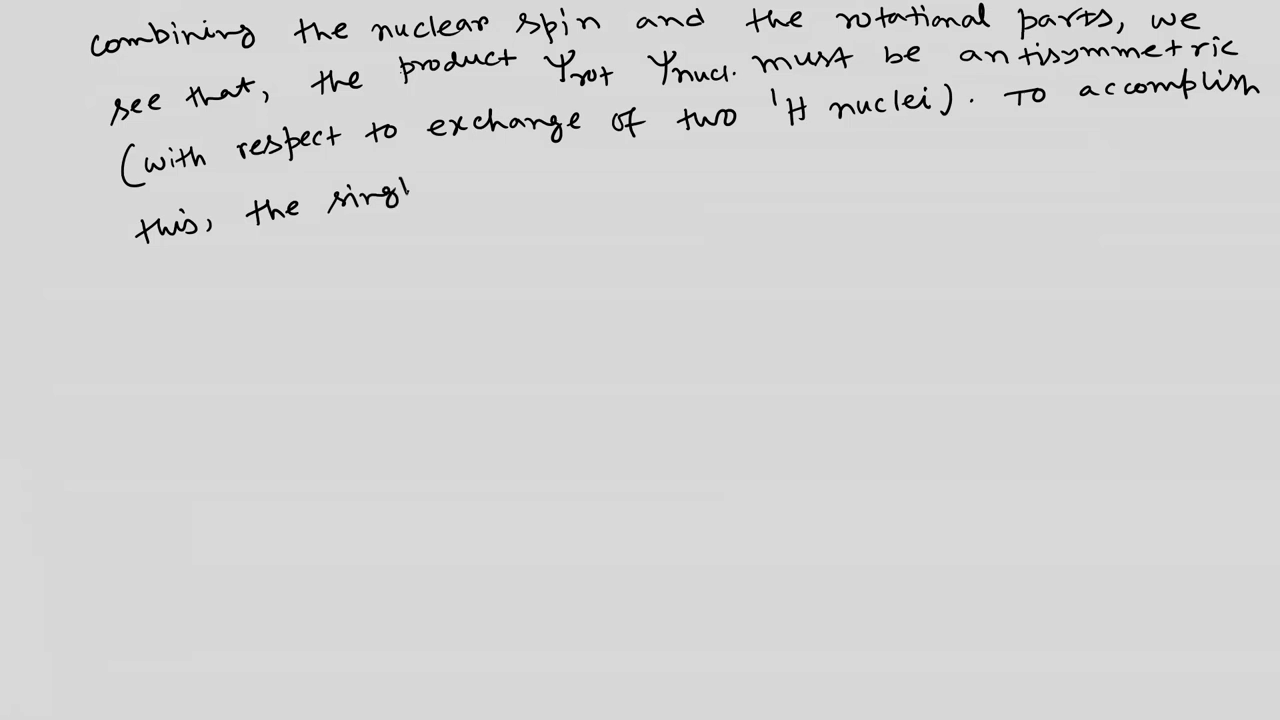 combining the nuclear spin and the rotational parts, we
see that, the product Ψrot Ψnucl. must be antisymmetric
(with respect to exchange of two ¹H nuclei). To accomplish
this, the singl